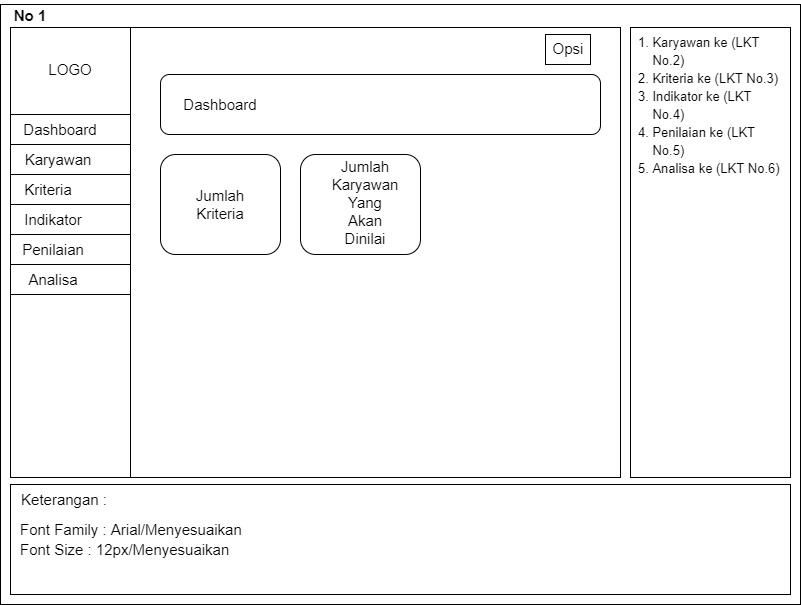 No 1
LOGO
Dashboard
Karyawan
Kriteria
Indikator
Penilaian
Analisa
Opsi
Dashboard
Jumlah
Kriteria
Jumlah
Karyawan
Yang
Akan
Dinilai
1. Karyawan ke (LKT
No.2)
2. Kriteria ke (LKT No.3)
3. Indikator ke (LKT
No.4)
4. Penilaian ke (LKT
No.5)
5. Analisa ke (LKT No.6)
Keterangan :
Font Family : Arial/Menyesuaikan
Font Size : 12px/Menyesuaikan